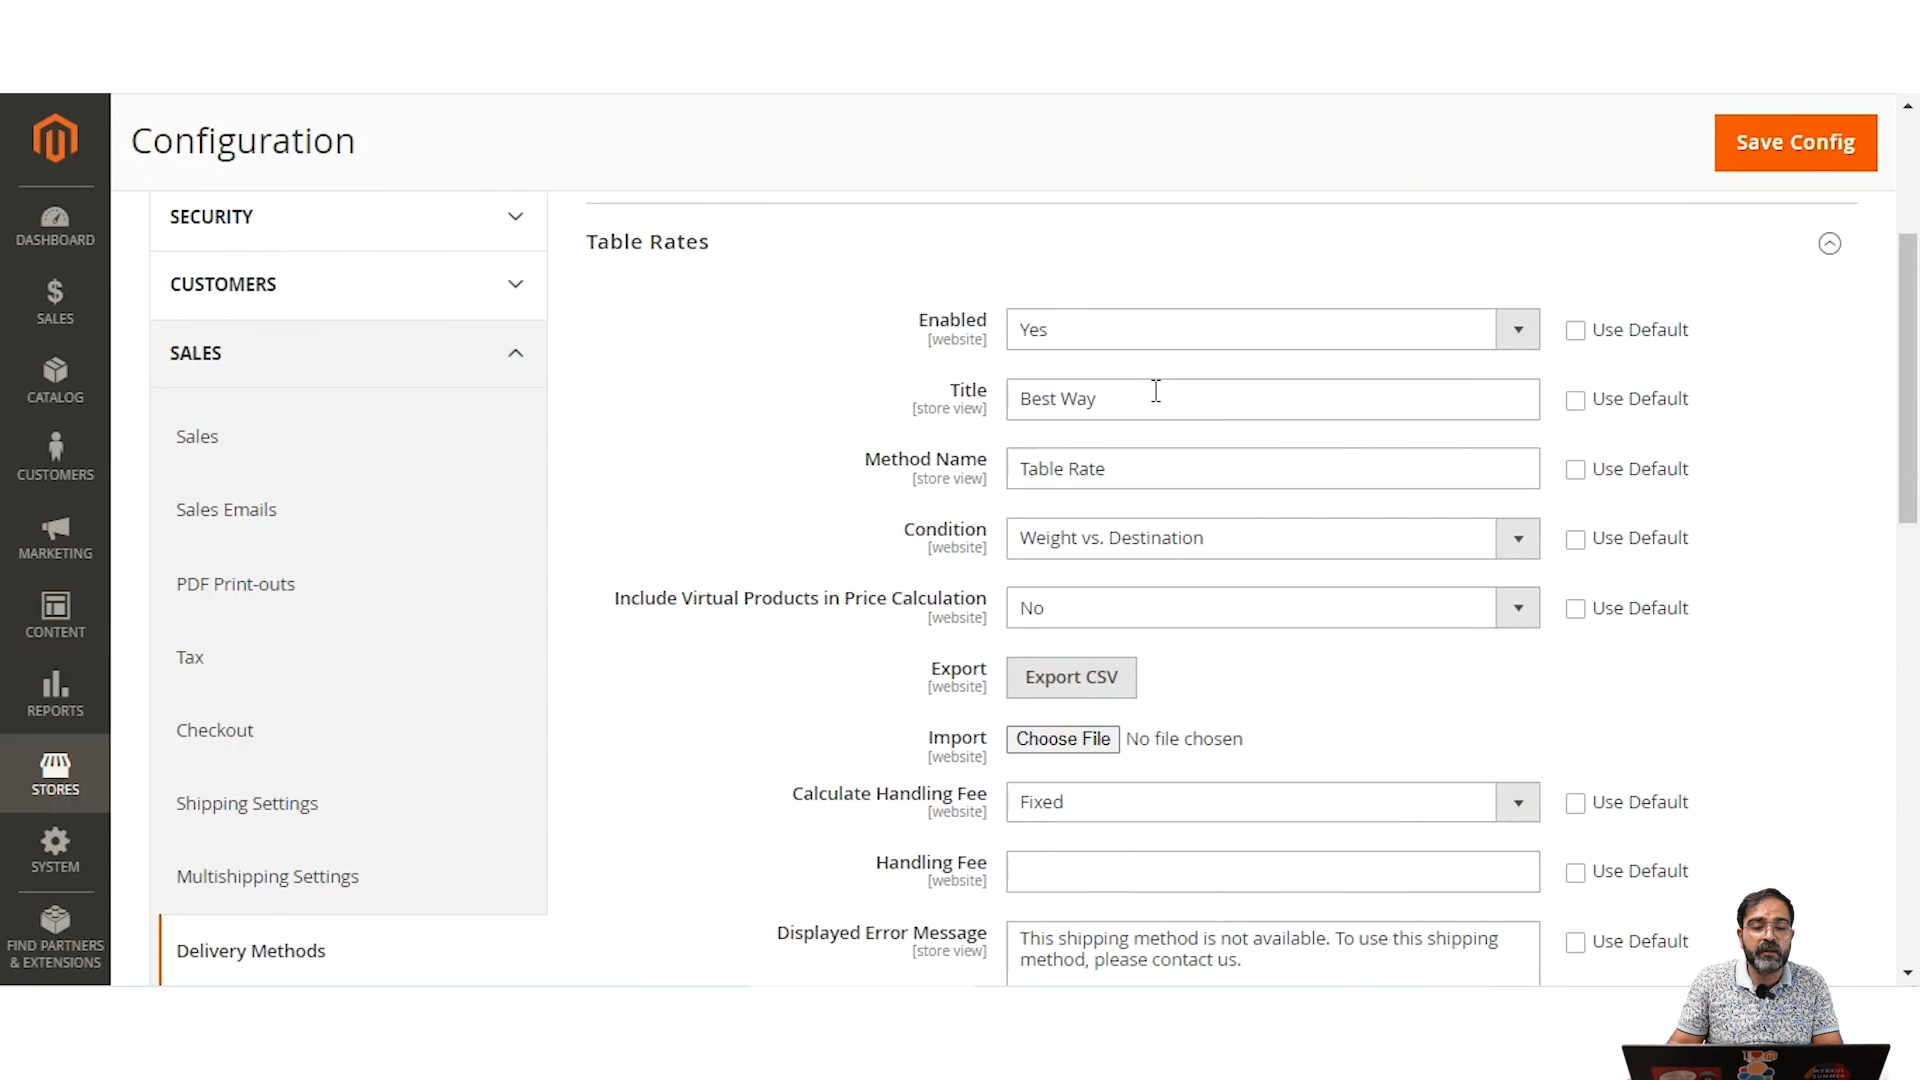 Configuration
Save Config
DASHBOARD
SALES
CATALOG
CUSTOMERS
MARKETING
CONTENT
REPORTS
STORES
SYSTEM
FIND PARTNERS
& EXTENSIONS
SECURITY
CUSTOMERS
SALES
Sales
Sales Emails
PDF Print-outs
Tax
Checkout
Shipping Settings
Multishipping Settings
Delivery Methods
Table Rates
Enabled Yes Use Default
[website]
Title Best Way Use Default
[store view]
Method Name Table Rate Use Default
[store view]
Condition Weight vs. Destination Use Default
[website]
Include Virtual Products in Price Calculation No Use Default
[website]
Export Export CSV
[website]
Import Choose File No file chosen
[website]
Calculate Handling Fee Fixed Use Default
[website]
Handling Fee Use Default
[website]
Displayed Error Message This shipping method is not available. To use this shipping Use Default
[store view] method, please contact us.